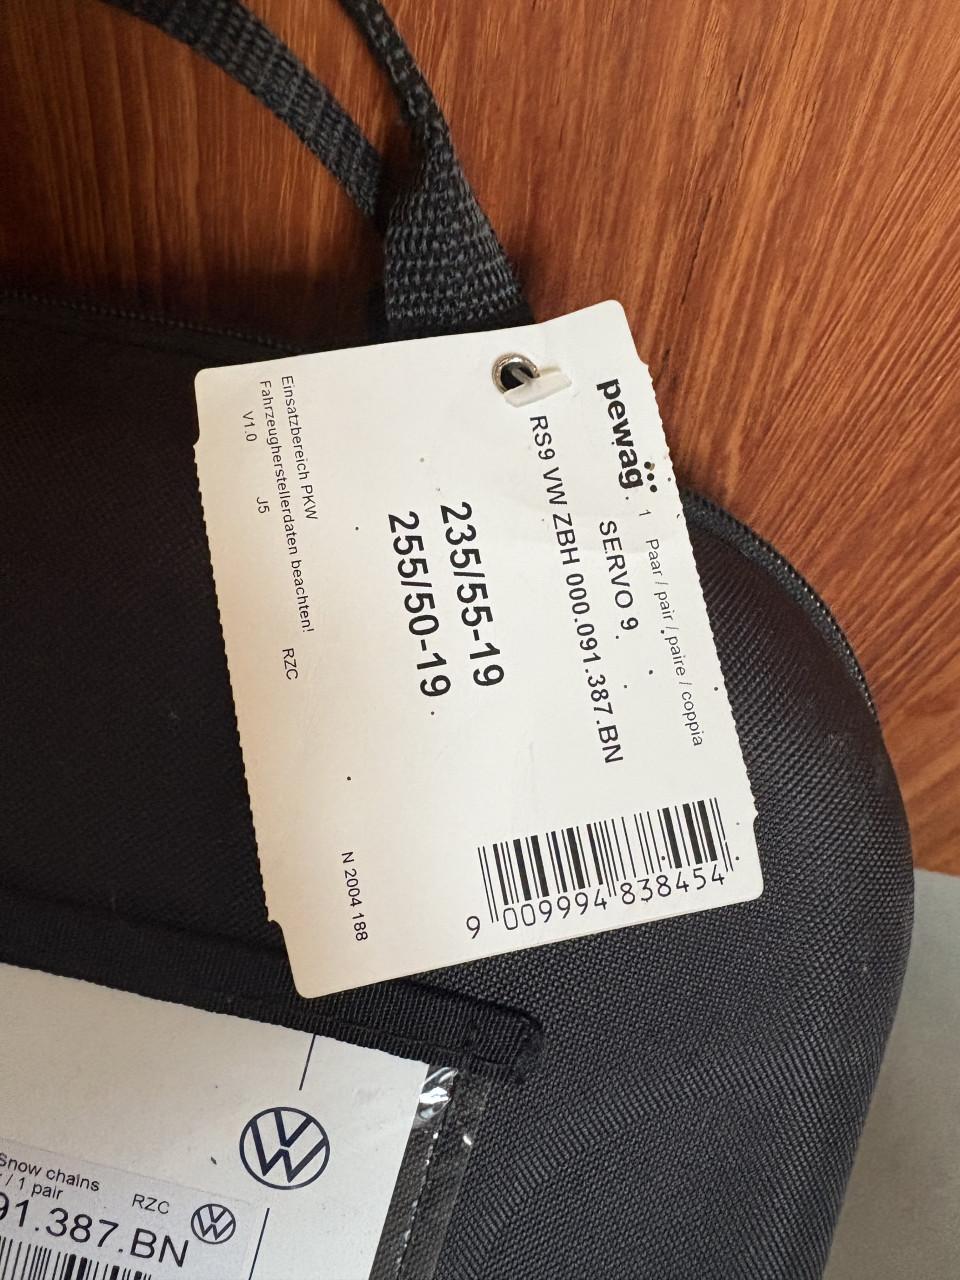 pewag
1 Paar / pair / paire / coppia
SERVO 9
RS9 VW ZBH 000.091.387.BN
235/55-19
255/50-19
Einsatzbereich PKW
Fahrzeugherstellerdaten beachten! RZC
V1.0 J5
N 2004 188
9 009994 838454
Snow chains
/ 1 pair RZC
91.387.BN